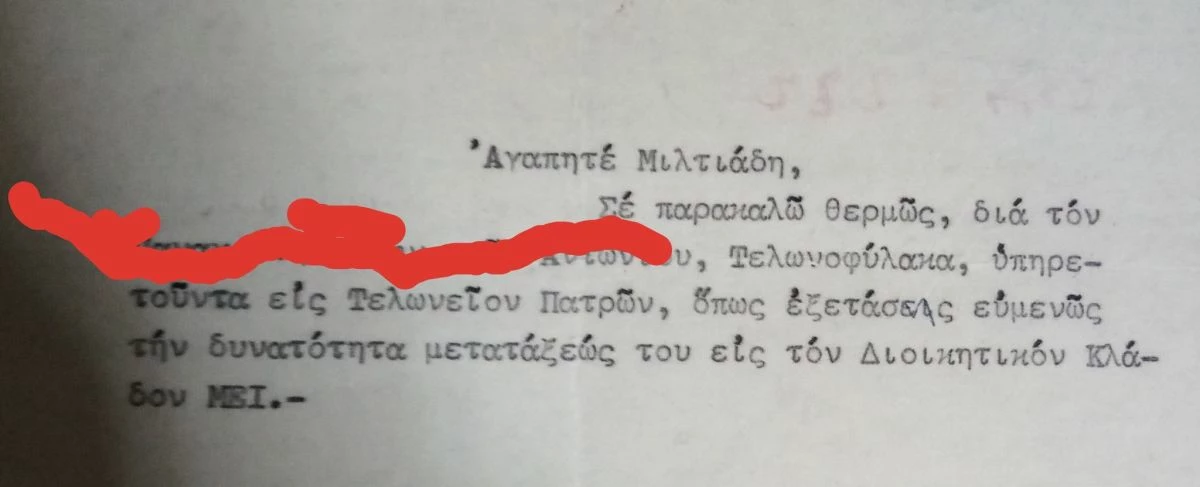 Ἀγαπητέ Μιλτιάδη,
Σέ παρακαλῶ θερμῶς, διά τόν
Τελωνοφύλακα, ὑπηρε-
τοῦντα εἰς Τελωνεῖον Πατρῶν, ὅπως ἐξετάσεις εὐμενῶς
τήν δυνατότητα μετατάξεώς του εἰς τόν Διοικητικόν Κλά-
δον ΜΕΙ.-